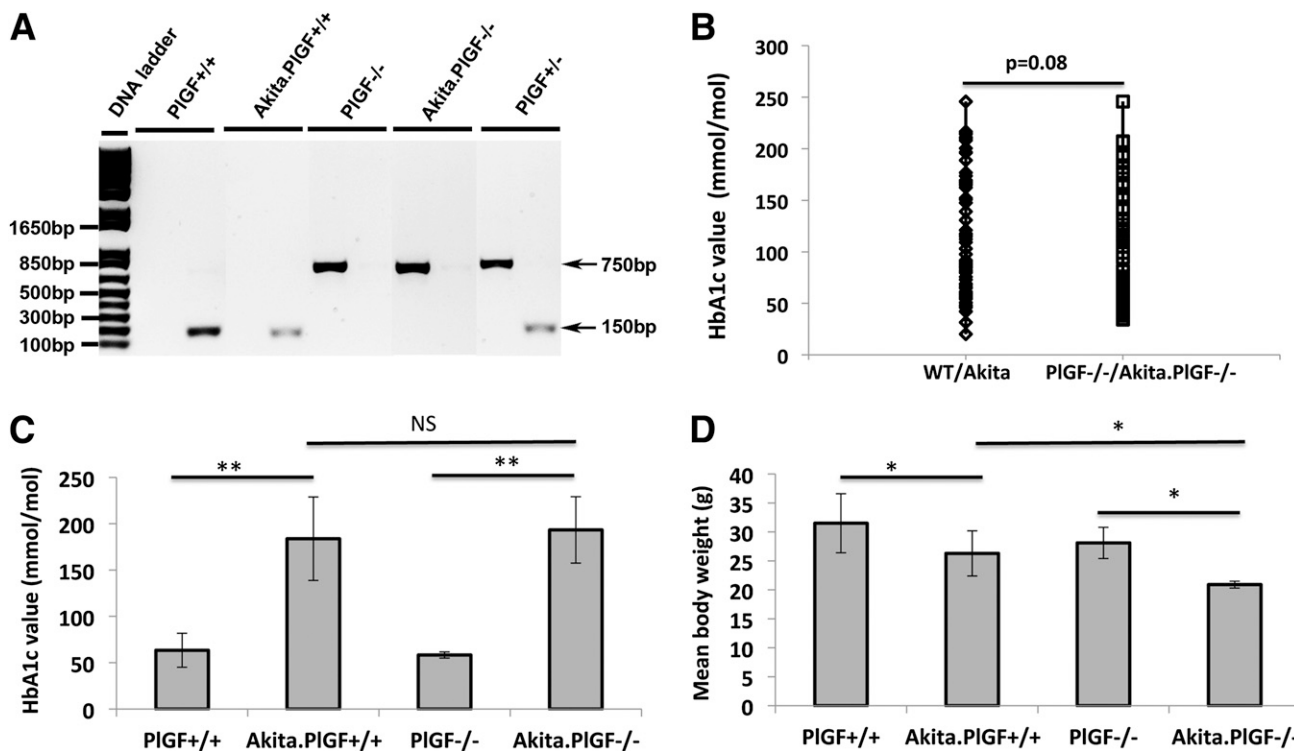 A
DNA ladder
PlGF+/+
Akita.PlGF+/+
PlGF-/-
Akita.PlGF-/-
PlGF+/-
1650bp
850bp
500bp
300bp
100bp
750bp
150bp
B
HbA1c value (mmol/mol)
300
250
200
150
100
50
0
p=0.08
WT/Akita
PlGF-/-/Akita.PlGF-/-
C
HbA1c value (mmol/mol)
250
200
150
100
50
0
NS
**
**
PlGF+/+
Akita.PlGF+/+
PlGF-/-
Akita.PlGF-/-
D
Mean body weight (g)
40
35
30
25
20
15
10
5
0
*
*
*
PlGF+/+
Akita.PlGF+/+
PlGF-/-
Akita.PlGF-/-